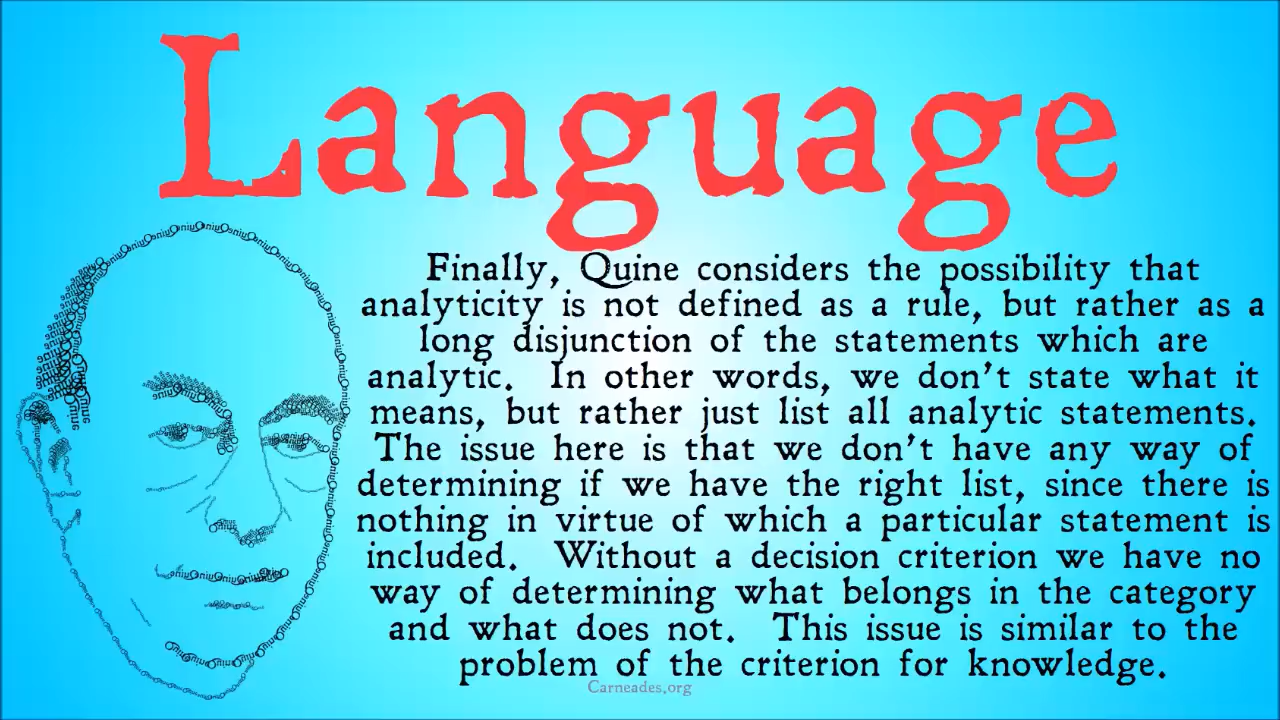 Language
Finally, Quine considers the possibility that
analyticity is not defined as a rule, but rather as a
long disjunction of the statements which are
analytic.  In other words, we don't state what it
means, but rather just list all analytic statements.
The issue here is that we don't have any way of
determining if we have the right list, since there is
nothing in virtue of which a particular statement is
included.  Without a decision criterion we have no
way of determining what belongs in the category
and what does not.  This issue is similar to the
problem of the criterion for knowledge.
Carneades.org